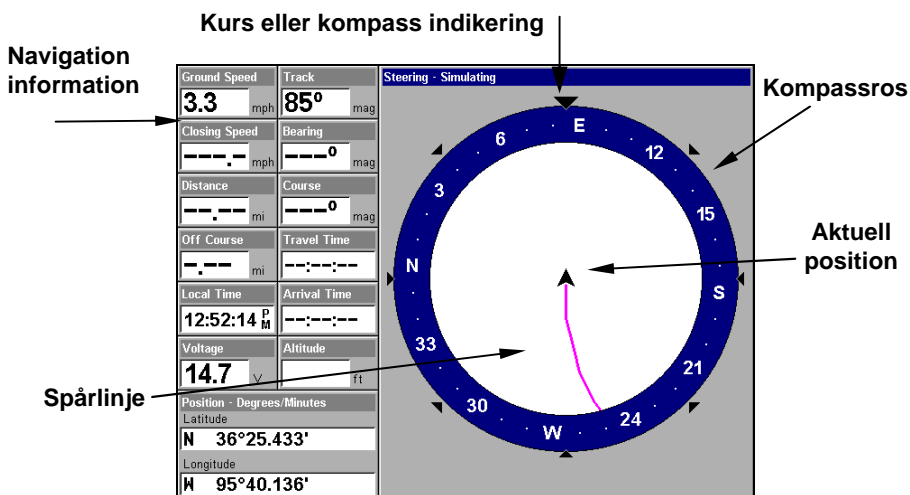 Kurs eller kompass indikering
Navigation
information
Ground Speed
3.3 mph
Track
85º mag
Steering - Simulating
Kompassros
Closing Speed
---.- mph
Bearing
---º mag
Distance
--.-- mi
Course
---º mag
Off Course
-.-- mi
Travel Time
--:--:--
Local Time
12:52:14 PM
Arrival Time
--:--:--
Voltage
14.7 V
Altitude
ft
Position - Degrees/Minutes
Latitude
N 36°25.433'
Longitude
W 95°40.136'
E
12
15
S
21
24
W
30
33
N
3
6
Aktuell
position
Spårlinje